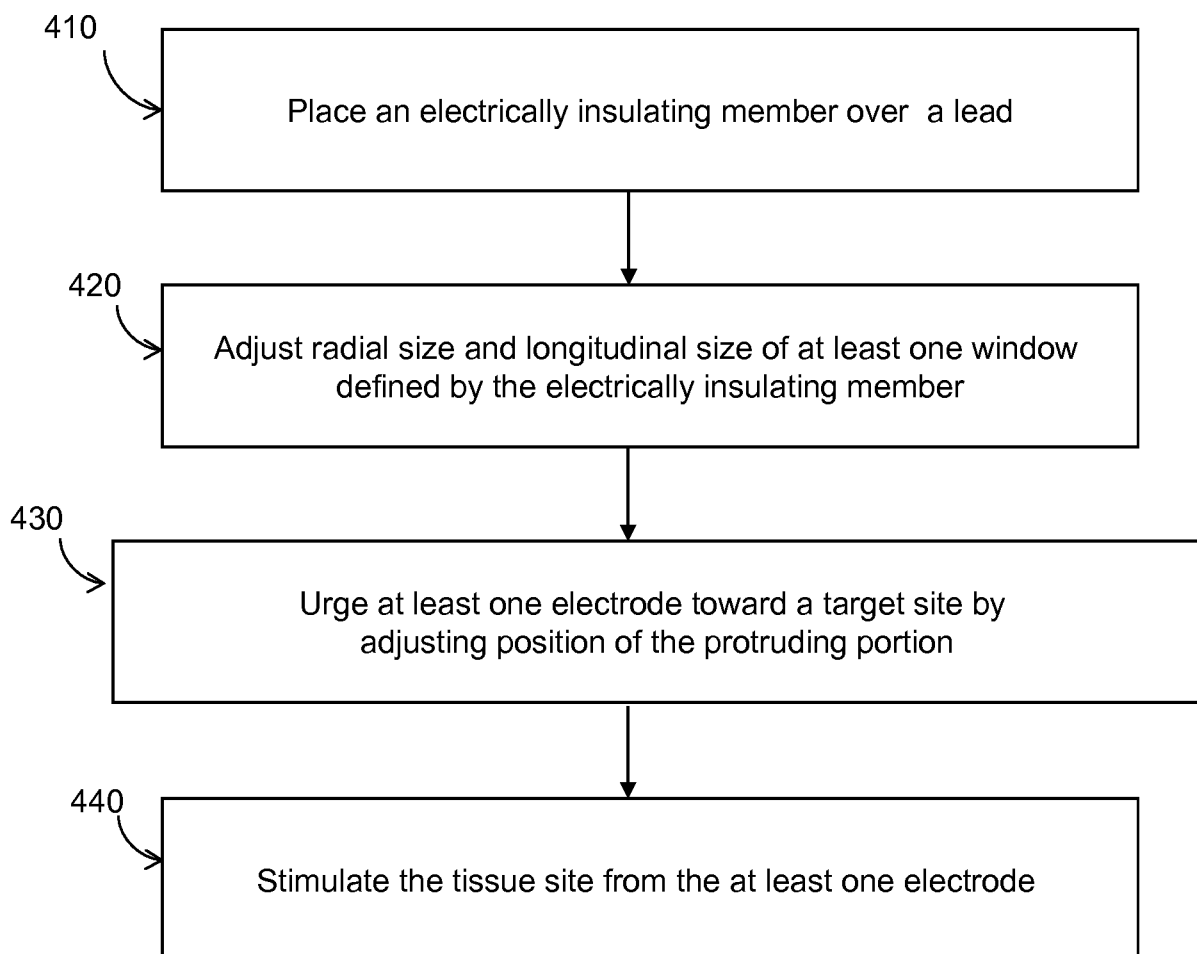 410
Place an electrically insulating member over a lead
420
Adjust radial size and longitudinal size of at least one window
defined by the electrically insulating member
430
Urge at least one electrode toward a target site by
adjusting position of the protruding portion
440
Stimulate the tissue site from the at least one electrode